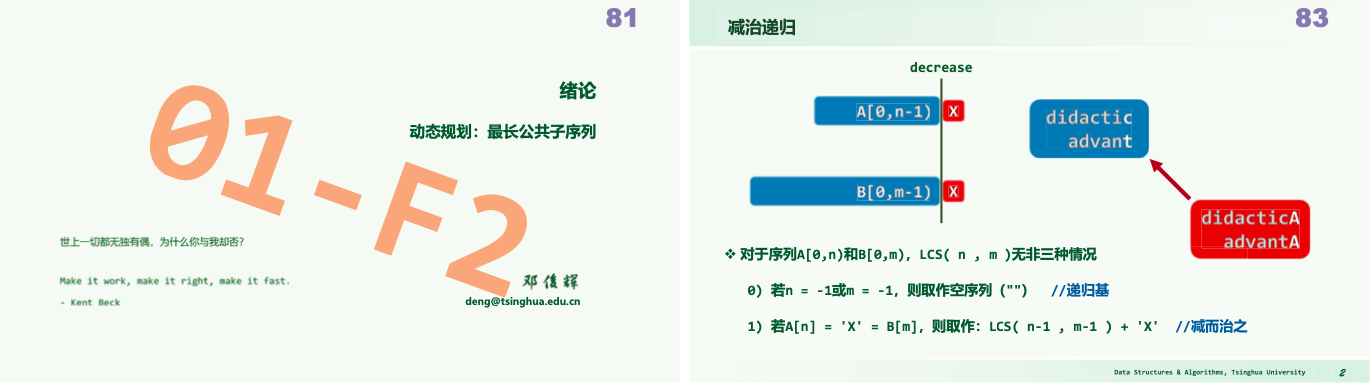 81
绪论
动态规划：最长公共子序列
01-F2
世上一切都无独有偶，为什么你与我却否？
Make it work, make it right, make it fast.
- Kent Beck
邓俊辉
deng@tsinghua.edu.cn
83
减治递归
decrease
A[0,n-1) X
didactic
advant
B[0,m-1) X
didacticA
advantA
❖ 对于序列A[0,n)和B[0,m)，LCS( n , m )无非三种情况
0) 若n = -1或m = -1，则取作空序列 ("") //递归基
1) 若A[n] = 'X' = B[m]，则取作：LCS( n-1 , m-1 ) + 'X' //减而治之
Data Structures & Algorithms, Tsinghua University 2